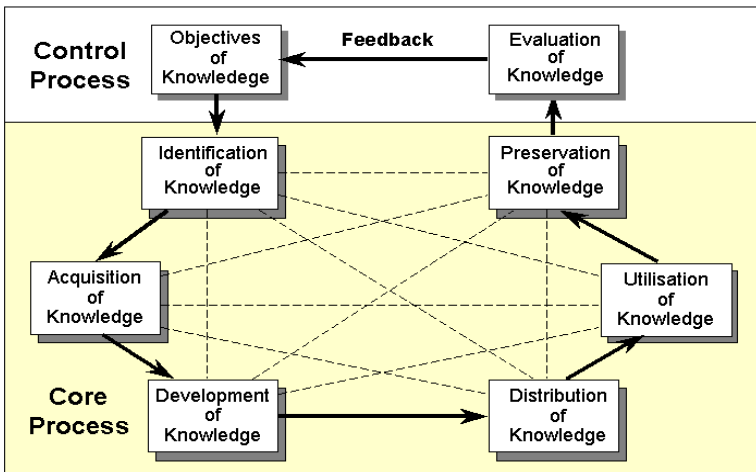 Control
Process
Objectives
of
Knowledege
Feedback
Evaluation
of
Knowledge
Identification
of
Knowledge
Preservation
of
Knowledge
Acquisition
of
Knowledge
Utilisation
of
Knowledge
Core
Process
Development
of
Knowledge
Distribution
of
Knowledge